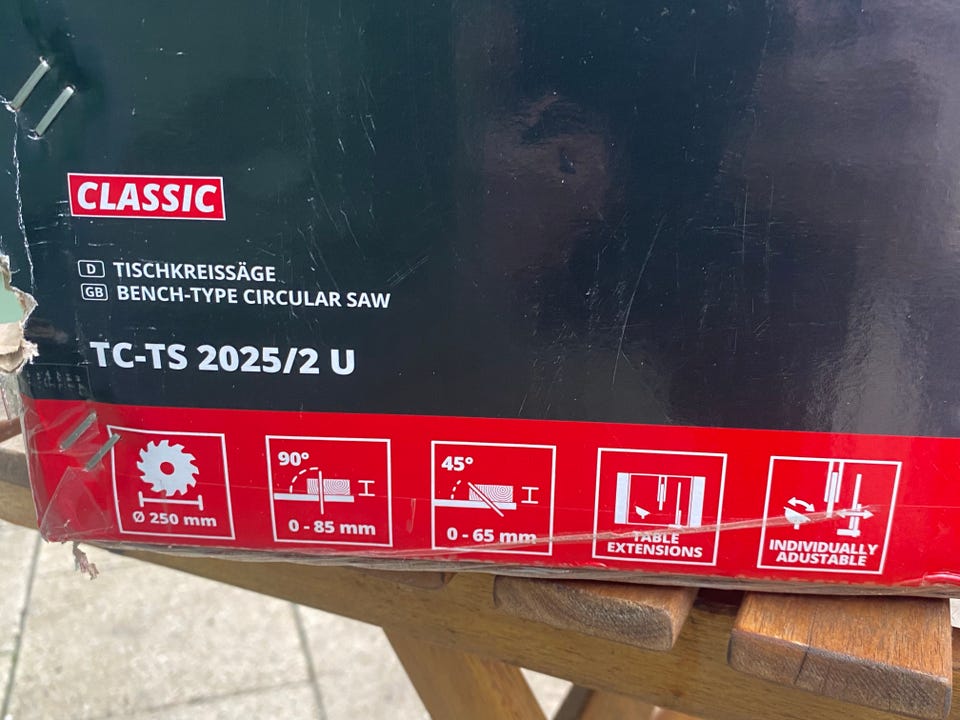 CLASSIC
D TISCHKREISSÄGE
GB BENCH-TYPE CIRCULAR SAW
TC-TS 2025/2 U
Ø 250 mm
90°
0 - 85 mm
45°
0 - 65 mm
TABLE
EXTENSIONS
INDIVIDUALLY
ADUSTABLE